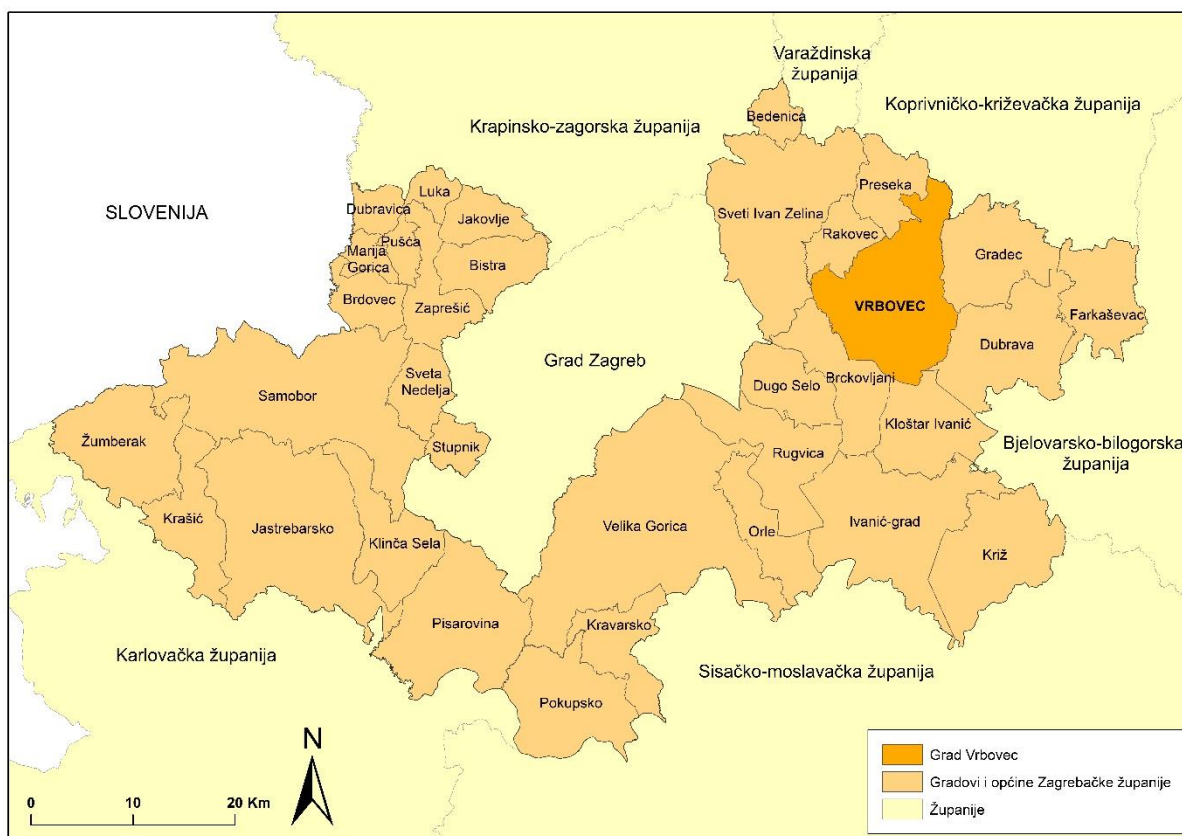 Varaždinska
županija
Koprivničko-križevačka županija
Bedenica
Krapinsko-zagorska županija
Luka
Preseka
SLOVENIJA
Dubravica
Jakovlje
Sveti Ivan Zelina
Rakovec
Pušća
Marija
Gorica
Bistra
Gradec
Brdovec
Zaprešić
VRBOVEC
Farkaševac
Dubrava
Grad Zagreb
Sveta
Nedelja
Dugo Selo
Brckovljani
Samobor
Kloštar Ivanić
Žumberak
Stupnik
Rugvica
Bjelovarsko-bilogorska
županija
Krašić
Jastrebarsko
Velika Gorica
Ivanić-grad
Klinča Sela
Orle
Križ
Pisarovina
Kravarsko
Karlovačka županija
Sisačko-moslavačka županija
Pokupsko
N
0 10 20 Km
Grad Vrbovec
Gradovi i općine Zagrebačke županije
Županije